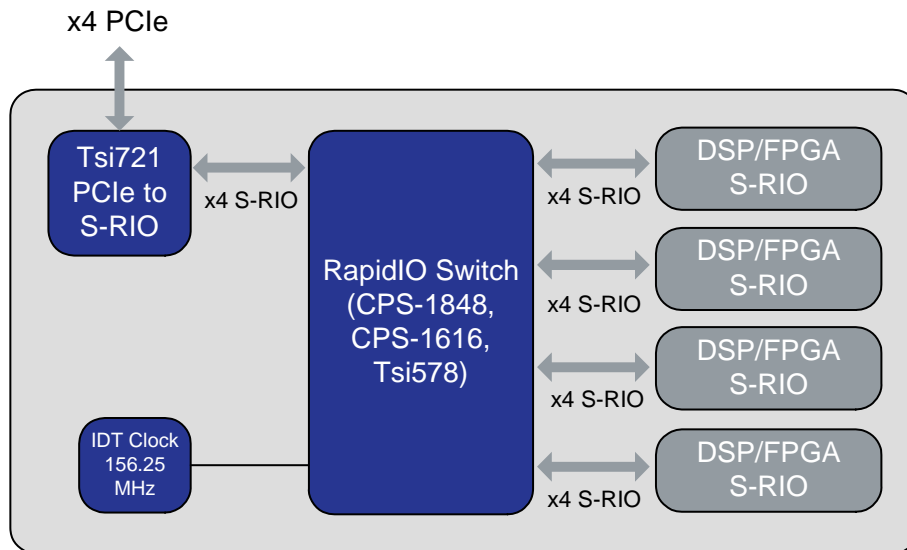 x4 PCIe
Tsi721
PCIe to
S-RIO
x4 S-RIO
RapidIO Switch
(CPS-1848,
CPS-1616,
Tsi578)
IDT Clock
156.25
MHz
x4 S-RIO
DSP/FPGA
S-RIO
x4 S-RIO
DSP/FPGA
S-RIO
x4 S-RIO
DSP/FPGA
S-RIO
x4 S-RIO
DSP/FPGA
S-RIO